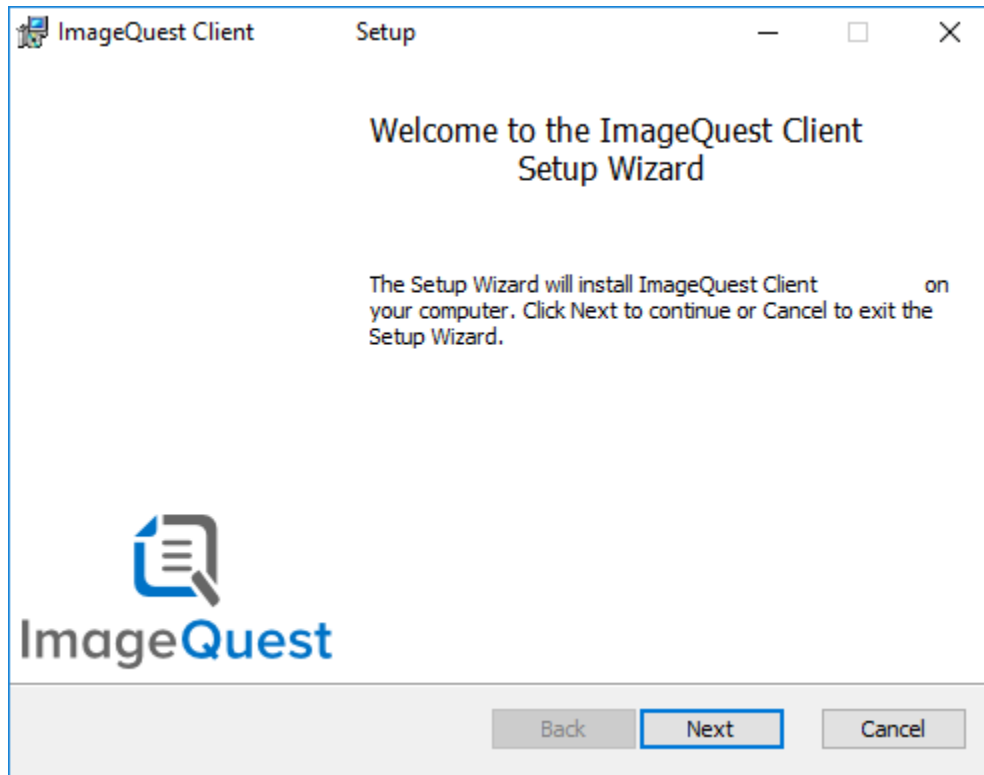 ImageQuest Client Setup
Welcome to the ImageQuest Client
Setup Wizard
The Setup Wizard will install ImageQuest Client on
your computer. Click Next to continue or Cancel to exit the
Setup Wizard.
ImageQuest
Back Next Cancel